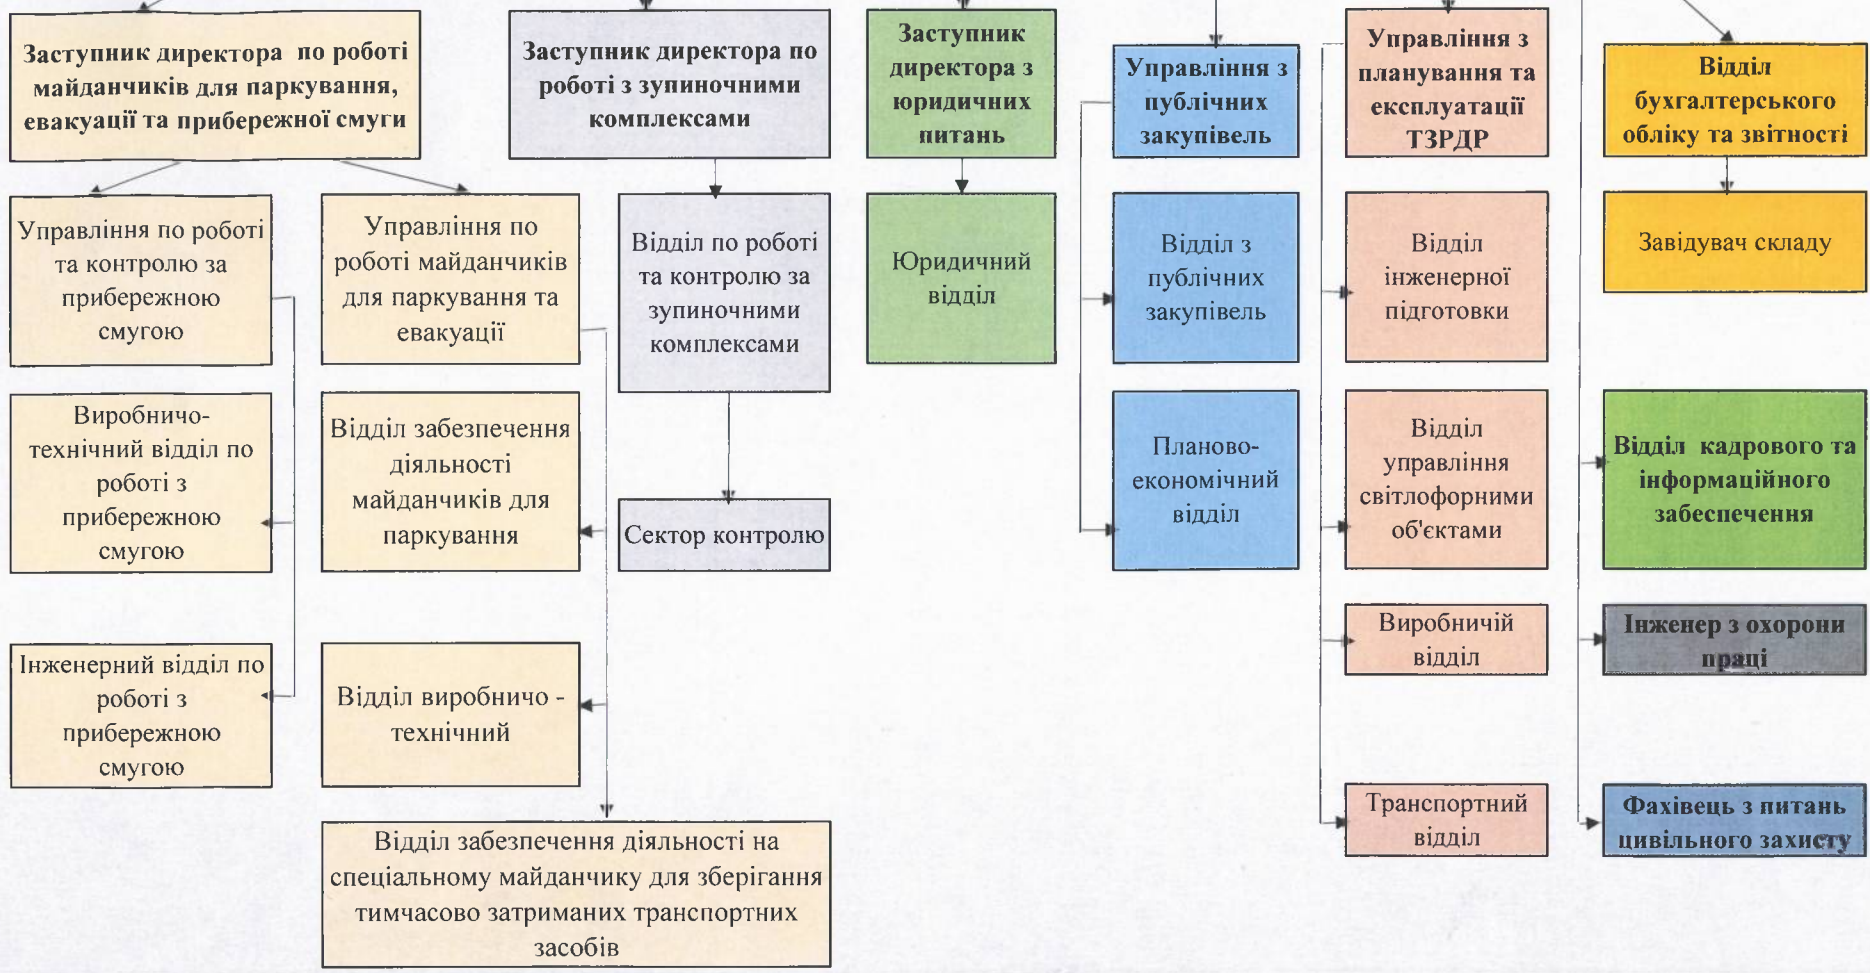 Заступник директора по роботі
майданчиків для паркування,
евакуації та прибережної смуги
Заступник директора по
роботі з зупиночними
комплексами
Заступник
директора з
юридичних
питань
Управління з
публічних
закупівель
Управління з
планування та
експлуатації
ТЗРДР
Відділ
бухгалтерського
обліку та звітності
Управління по роботі
та контролю за
прибережною
смугою
Управління по
роботі майданчиків
для паркування та
евакуації
Відділ по роботі
та контролю за
зупиночними
комплексами
Юридичний
відділ
Відділ з
публічних
закупівель
Відділ
інженерної
підготовки
Завідувач складу
Виробничо-
технічний відділ по
роботі з
прибережною
смугою
Відділ забезпечення
діяльності
майданчиків для
паркування
Сектор контролю
Планово-
економічний
відділ
Відділ
управління
світлофорними
об'єктами
Відділ кадрового та
інформаційного
забеспечення
Інженерний відділ по
роботі з
прибережною
смугою
Відділ виробничо -
технічний
Виробничій
відділ
Інженер з охорони
праці
Транспортний
відділ
Фахівець з питань
цивільного захисту
Відділ забезпечення діяльності на
спеціальному майданчику для зберігання
тимчасово затриманих транспортних
засобів